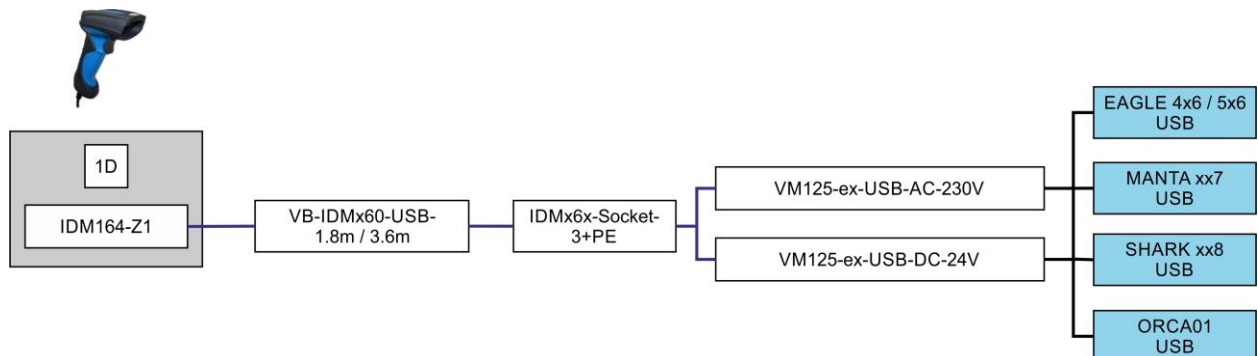 1D
IDM164-Z1
VB-IDMx60-USB-
1.8m / 3.6m
IDMx6x-Socket-
3+PE
VM125-ex-USB-AC-230V
VM125-ex-USB-DC-24V
EAGLE 4x6 / 5x6
USB
MANTA xx7
USB
SHARK xx8
USB
ORCA01
USB